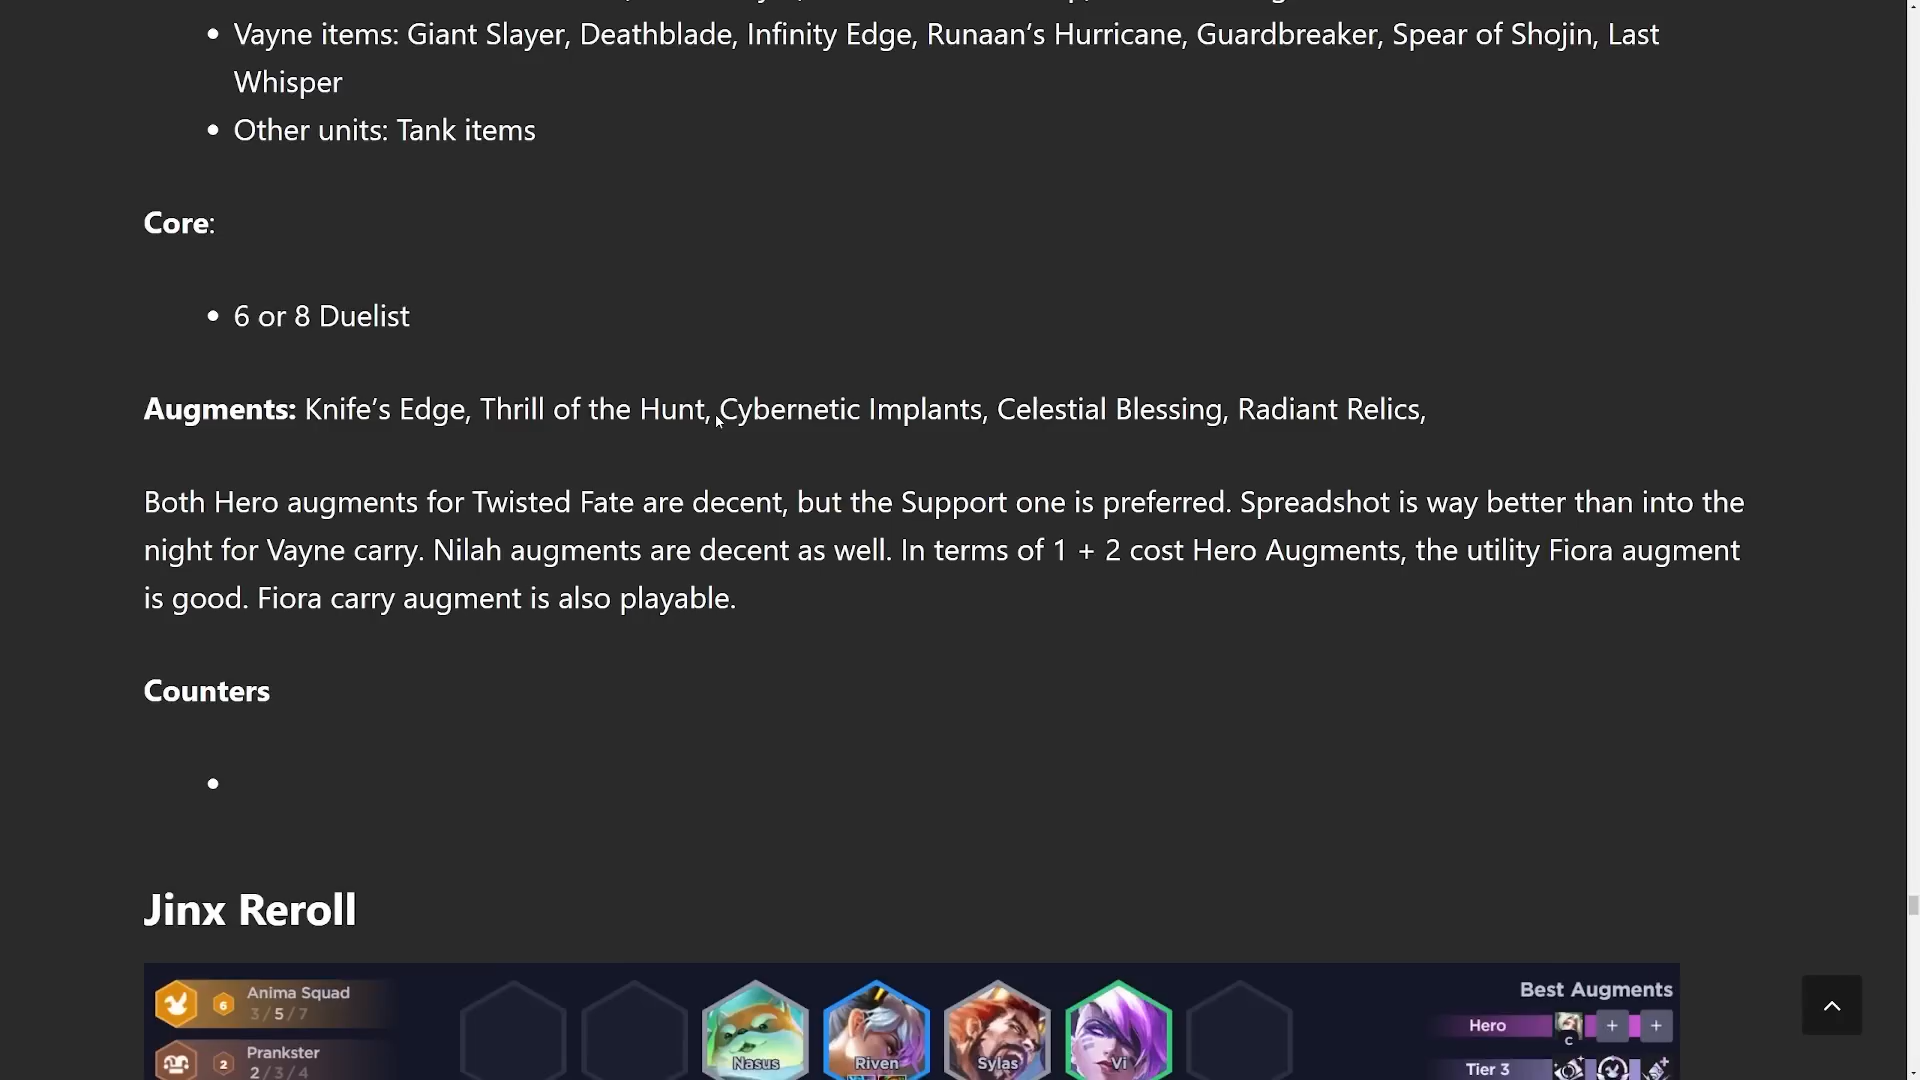 Vayne items: Giant Slayer, Deathblade, Infinity Edge, Runaan's Hurricane, Guardbreaker, Spear of Shojin, Last
Whisper
Other units: Tank items
Core:
6 or 8 Duelist
Augments: Knife's Edge, Thrill of the Hunt, Cybernetic Implants, Celestial Blessing, Radiant Relics,
Both Hero augments for Twisted Fate are decent, but the Support one is preferred. Spreadshot is way better than into the
night for Vayne carry. Nilah augments are decent as well. In terms of 1 + 2 cost Hero Augments, the utility Fiora augment
is good. Fiora carry augment is also playable.
Counters
Jinx Reroll
6 Anima Squad
3 / 5 / 7
2 Prankster
2 / 3 / 4
Nasus
Riven
Sylas
Vi
Best Augments
Hero
C
+
+
Tier 3